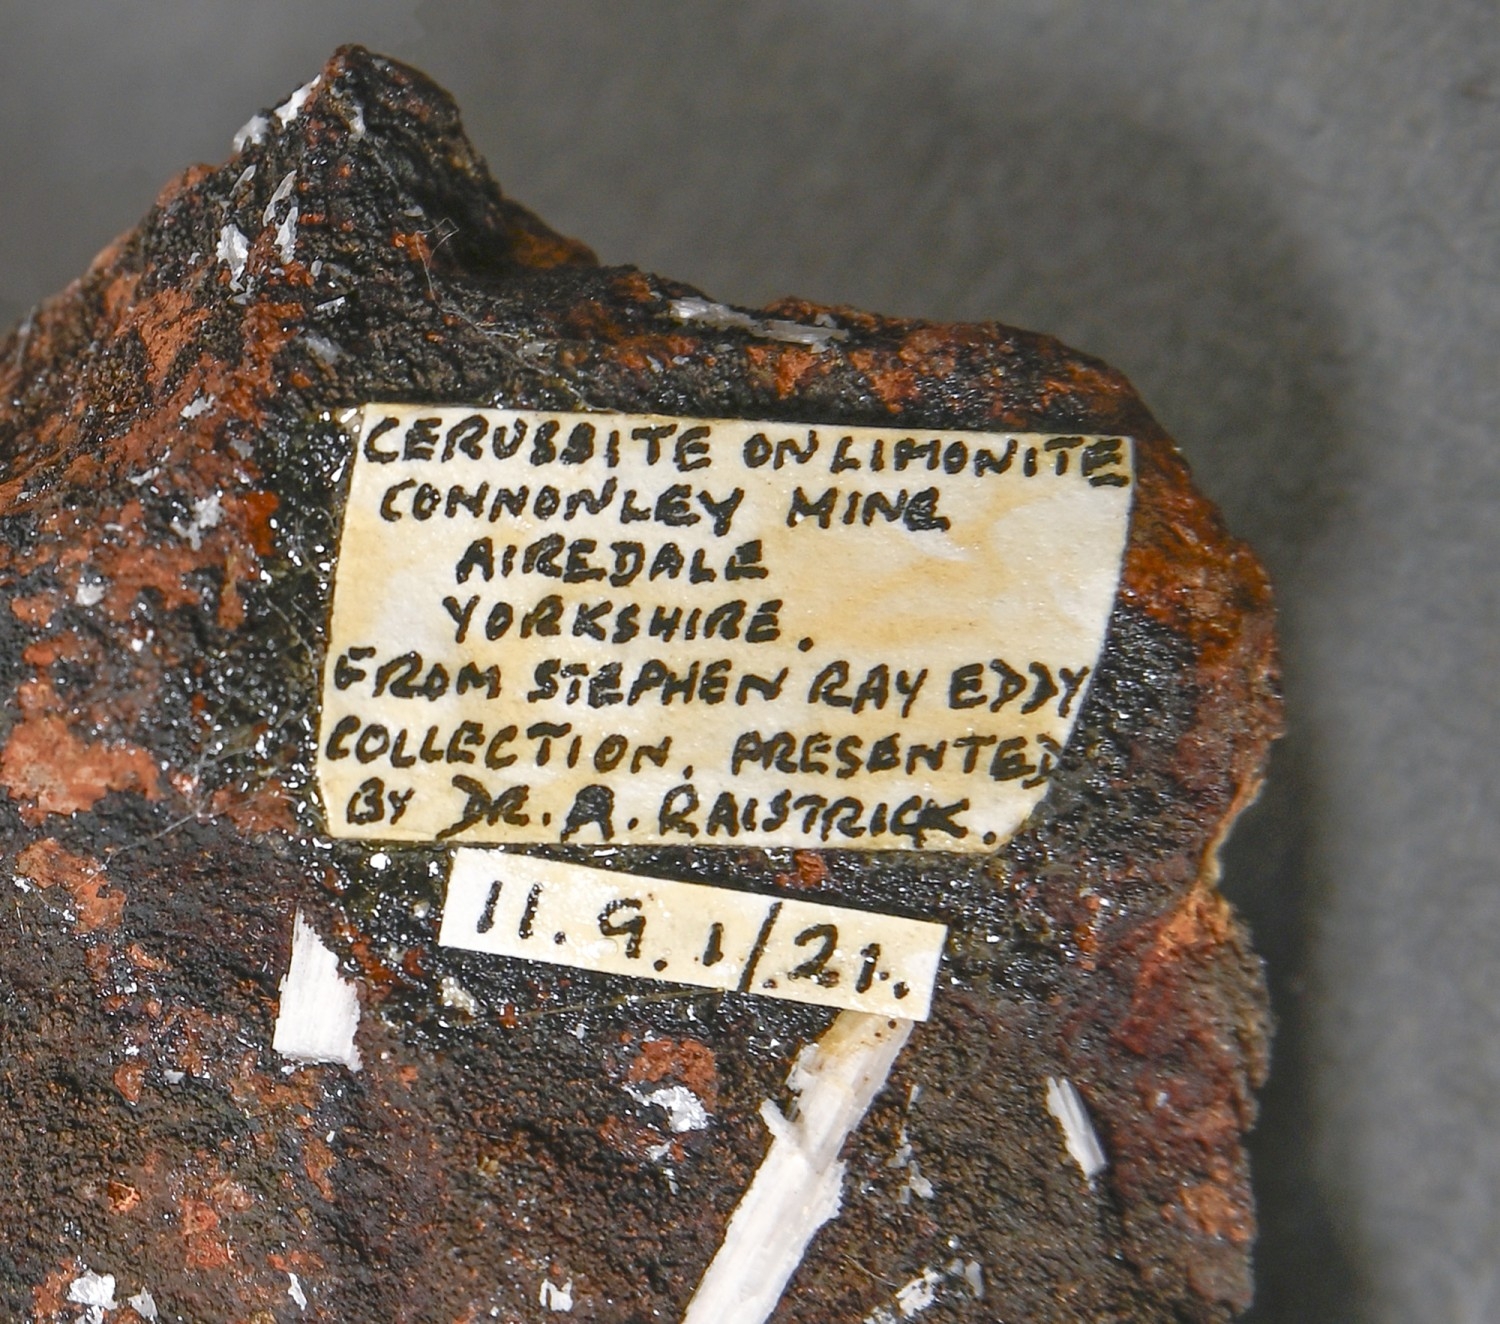 CERUSSITE ON LIMONITE
CONNONLEY MINE
AIREDALE
YORKSHIRE.
FROM STEPHEN RAY EDDY
COLLECTION. PRESENTED
BY DR. A. RAISTRICK.
11.9.1/.21.